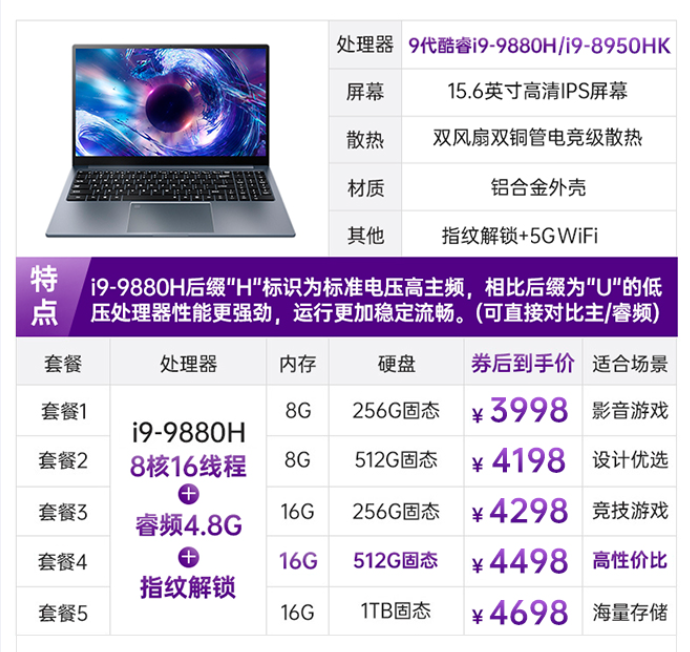 处理器 9代酷睿i9-9880H/i9-8950HK
屏幕 15.6英寸高清IPS屏幕
散热 双风扇双铜管电竞级散热
材质 铝合金外壳
其他 指纹解锁+5G WiFi
特点
i9-9880H后缀"H"标识为标准电压高主频，相比后缀为"U"的低
压处理器性能更强劲，运行更加稳定流畅。(可直接对比主/睿频)
套餐 处理器 内存 硬盘 券后到手价 适合场景
套餐1 8G 256G固态 ¥3998 影音游戏
套餐2 8G 512G固态 ¥4198 设计优选
套餐3 16G 256G固态 ¥4298 竞技游戏
套餐4 16G 512G固态 ¥4498 高性价比
套餐5 16G 1TB固态 ¥4698 海量存储
i9-9880H
8核16线程
+
睿频4.8G
+
指纹解锁